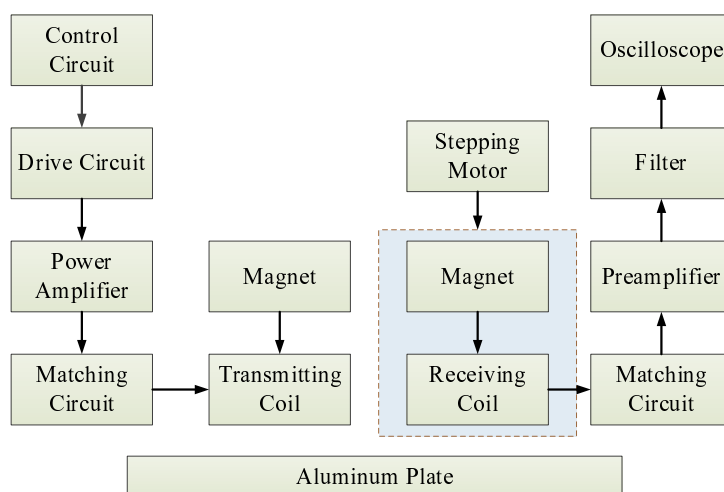 Control
Circuit
Drive Circuit
Power
Amplifier
Matching
Circuit
Magnet
Transmitting
Coil
Stepping
Motor
Magnet
Receiving
Coil
Oscilloscope
Filter
Preamplifier
Matching
Circuit
Aluminum Plate